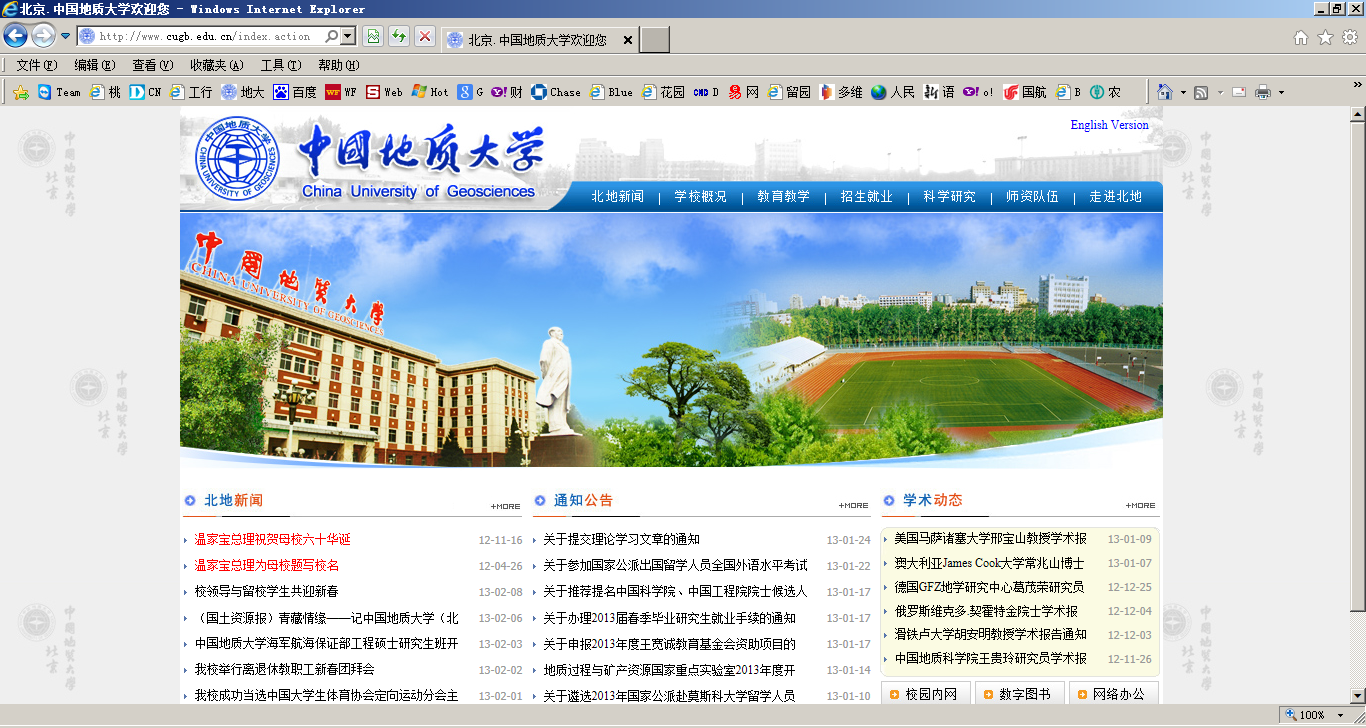 北京.中国地质大学欢迎您 - Windows Internet Explorer
http://www.cugb.edu.cn/index.action
北京.中国地质大学欢迎您
文件(F) 编辑(E) 查看(V) 收藏夹(A) 工具(T) 帮助(H)
Team 桃 CN 工行 地大 百度 WF WF Web Hot G 财 Chase Blue 花园 CMB D 网 留园 多维 人民 语 o! 国航 B 农
English Version
中国地质大学
China University of Geosciences
北地新闻 | 学校概况 | 教育教学 | 招生就业 | 科学研究 | 师资队伍 | 走进北地
中國地质大学
CHINA UNIVERSITY OF GEOSCIENCES
北地新闻 +MORE
温家宝总理祝贺母校六十华诞 12-11-16
温家宝总理为母校题写校名 12-04-26
校领导与留校学生共迎新春 13-02-08
（国土资源报）青藏情缘——记中国地质大学（北 13-02-06
中国地质大学海军航海保证部工程硕士研究生班开 13-02-03
我校举行离退休教职工新春团拜会 13-02-02
我校成功当选中国大学生体育协会定向运动分会主 13-02-01
通知公告 +MORE
关于提交理论学习文章的通知 13-01-24
关于参加国家公派出国留学人员全国外语水平考试 13-01-22
关于推荐提名中国科学院、中国工程院院士候选人 13-01-17
关于办理2013届春季毕业研究生就业手续的通知 13-01-17
关于申报2013年度王宽诚教育基金会资助项目的 13-01-17
地质过程与矿产资源国家重点实验室2013年度开 13-01-14
关于遴选2013年国家公派赴莫斯科大学留学人员 13-01-10
学术动态 +MORE
美国马萨诸塞大学邢宝山教授学术报 13-01-09
澳大利亚James Cook大学常兆山博士 13-01-07
德国GFZ地学研究中心葛茂荣研究员 12-12-25
俄罗斯维克多.契霍特金院士学术报 12-12-04
滑铁卢大学胡安明教授学术报告通知 12-12-03
中国地质科学院王贵玲研究员学术报 12-11-26
校园内网 数字图书 网络办公
100%